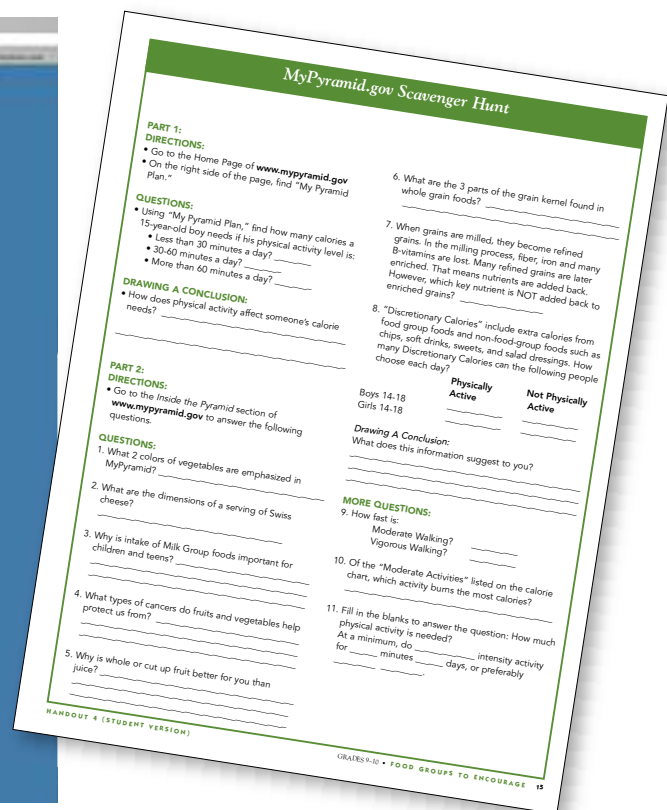 MyPyramid.gov Scavenger Hunt
PART 1:
DIRECTIONS:
• Go to the Home Page of www.mypyramid.gov
• On the right side of the page, find "My Pyramid
Plan."
QUESTIONS:
• Using "My Pyramid Plan," find how many calories a
15-year-old boy needs if his physical activity level is:
• Less than 30 minutes a day? ______
• 30-60 minutes a day? ______
• More than 60 minutes a day? ______
DRAWING A CONCLUSION:
• How does physical activity affect someone's calorie
needs? ______
PART 2:
DIRECTIONS:
• Go to the Inside the Pyramid section of
www.mypyramid.gov to answer the following
questions.
QUESTIONS:
1. What 2 colors of vegetables are emphasized in
MyPyramid? ______
2. What are the dimensions of a serving of Swiss
cheese?
3. Why is intake of Milk Group foods important for
children and teens? ______
4. What types of cancers do fruits and vegetables help
protect us from? ______
5. Why is whole or cut up fruit better for you than
juice? ______
6. What are the 3 parts of the grain kernel found in
whole grain foods? ______
7. When grains are milled, they become refined
grains. In the milling process, fiber, iron and many
B-vitamins are lost. Many refined grains are later
enriched. That means nutrients are added back.
However, which key nutrient is NOT added back to
enriched grains? ______
8. "Discretionary Calories" include extra calories from
food group foods and non-food-group foods such as
chips, soft drinks, sweets, and salad dressings. How
many Discretionary Calories can the following people
choose each day?
Physically Not Physically
Active Active
Boys 14-18 ______ ______
Girls 14-18 ______ ______
Drawing A Conclusion:
What does this information suggest to you?
MORE QUESTIONS:
9. How fast is:
Moderate Walking? ______
Vigorous Walking? ______
10. Of the "Moderate Activities" listed on the calorie
chart, which activity burns the most calories?
11. Fill in the blanks to answer the question: How much
physical activity is needed?
At a minimum, do ______ intensity activity
for ______ minutes ______ days, or preferably
______ ______.
HANDOUT 4 (STUDENT VERSION)
GRADES 9-10 • FOOD GROUPS TO ENCOURAGE 15